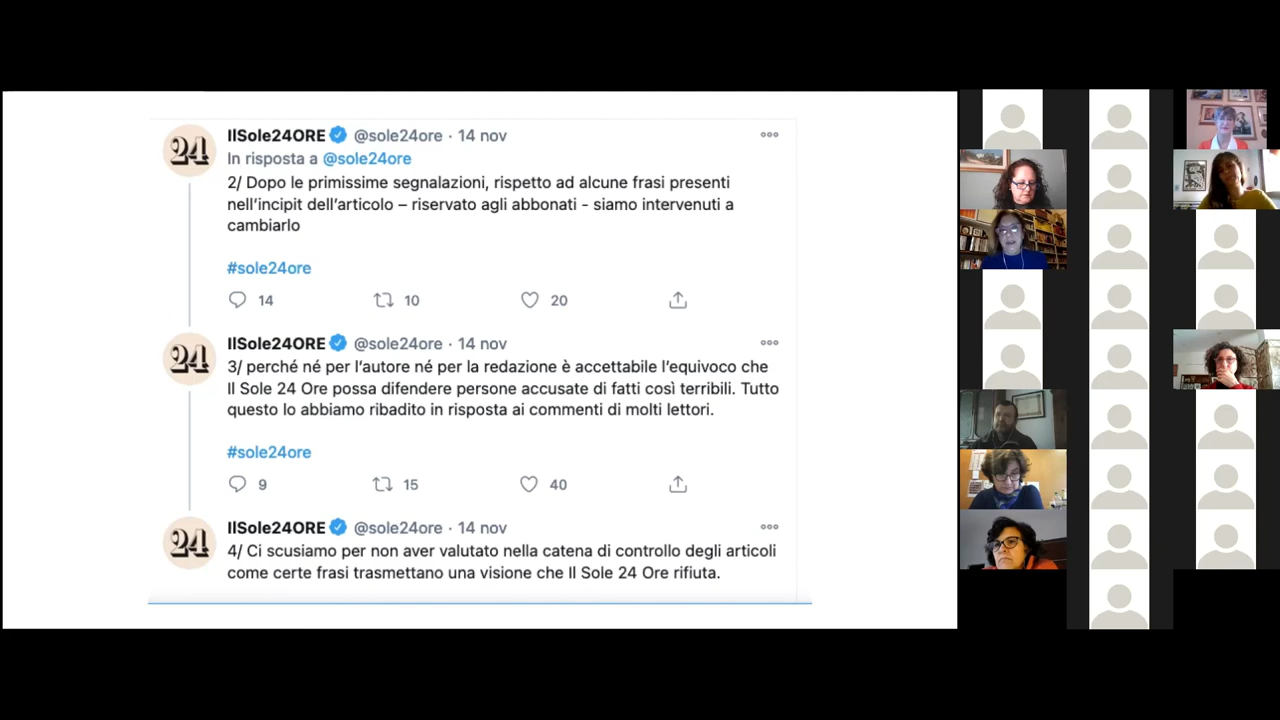 24
IlSole24ORE @sole24ore · 14 nov
In risposta a @sole24ore
2/ Dopo le primissime segnalazioni, rispetto ad alcune frasi presenti
nell'incipit dell'articolo – riservato agli abbonati - siamo intervenuti a
cambiarlo
#sole24ore
14 10 20
24
IlSole24ORE @sole24ore · 14 nov
3/ perché né per l'autore né per la redazione è accettabile l'equivoco che
Il Sole 24 Ore possa difendere persone accusate di fatti così terribili. Tutto
questo lo abbiamo ribadito in risposta ai commenti di molti lettori.
#sole24ore
9 15 40
24
IlSole24ORE @sole24ore · 14 nov
4/ Ci scusiamo per non aver valutato nella catena di controllo degli articoli
come certe frasi trasmettano una visione che Il Sole 24 Ore rifiuta.